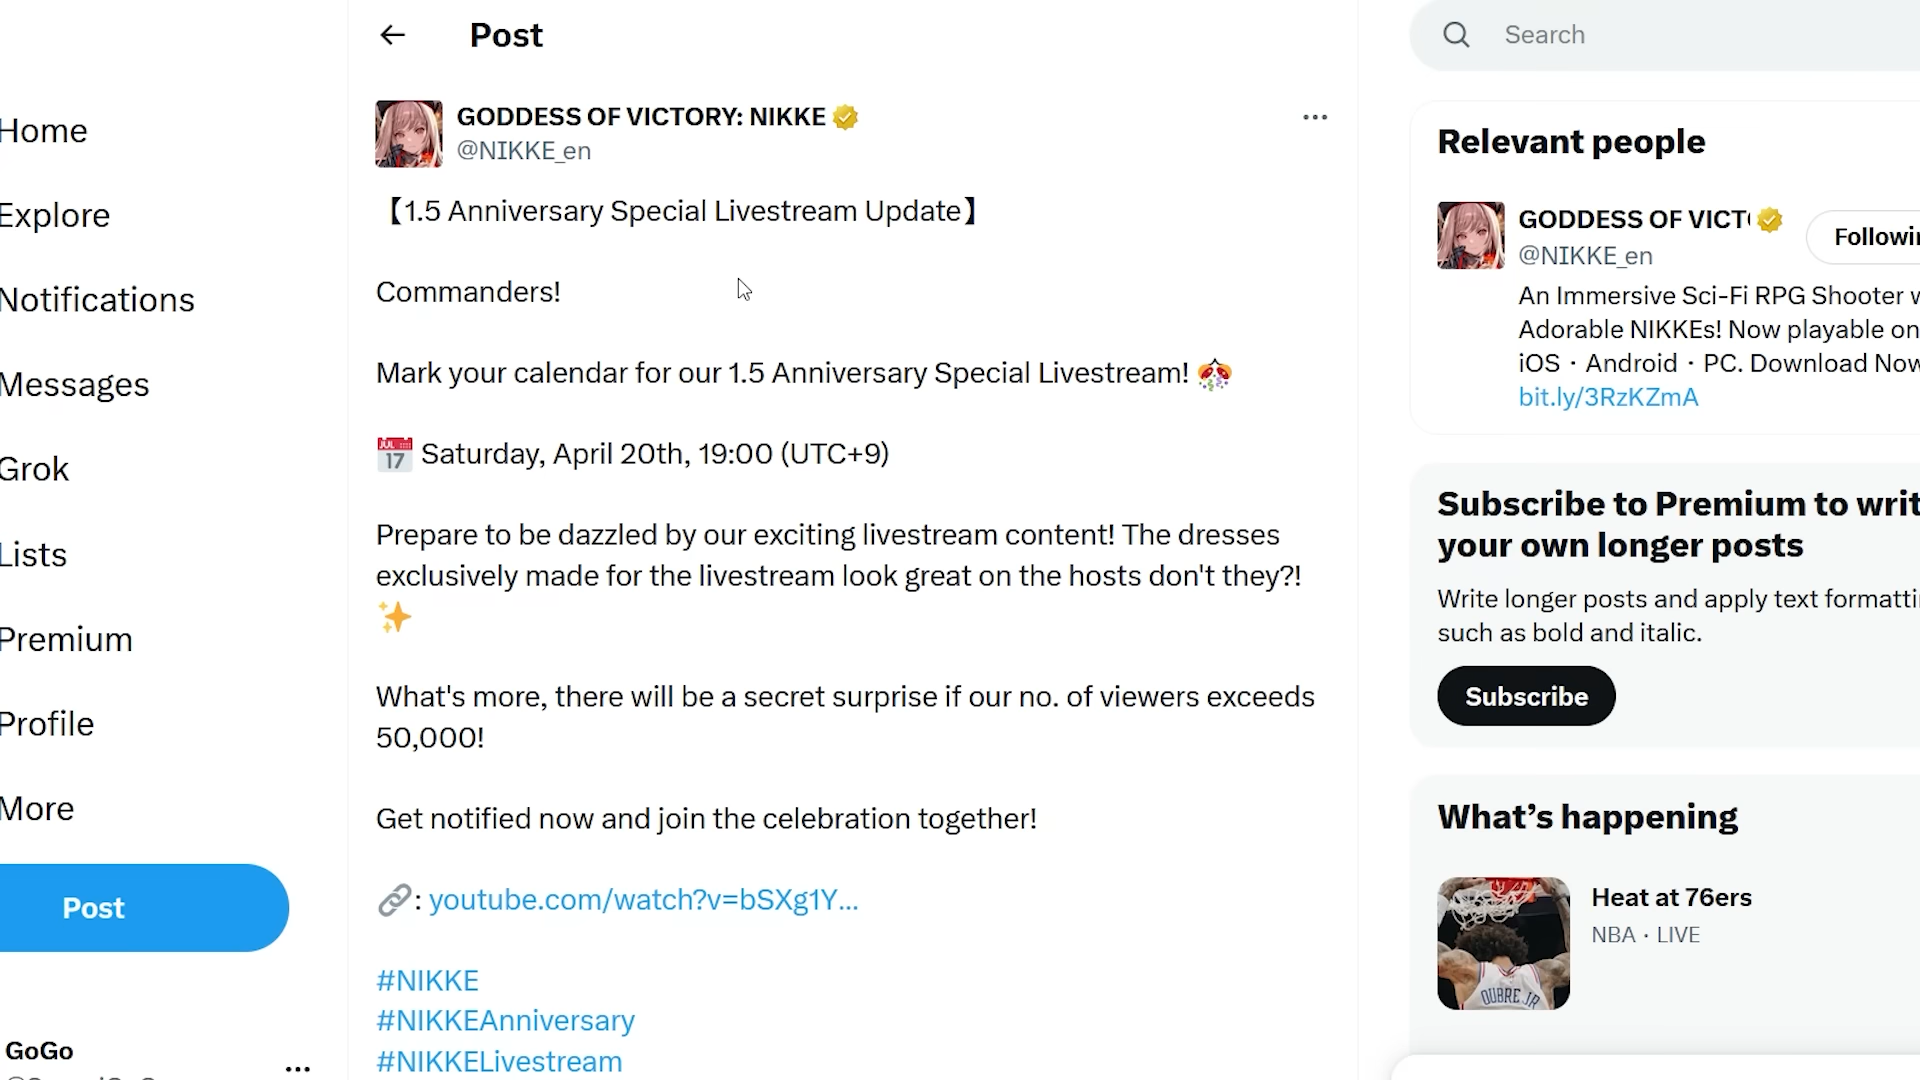 Post
Search
Home
Explore
Notifications
Messages
Grok
Lists
Premium
Profile
More
Post
GoGo
GODDESS OF VICTORY: NIKKE
@NIKKE_en
【1.5 Anniversary Special Livestream Update】
Commanders!
Mark your calendar for our 1.5 Anniversary Special Livestream!
JUL
17
Saturday, April 20th, 19:00 (UTC+9)
Prepare to be dazzled by our exciting livestream content! The dresses
exclusively made for the livestream look great on the hosts don't they?!
What's more, there will be a secret surprise if our no. of viewers exceeds
50,000!
Get notified now and join the celebration together!
: youtube.com/watch?v=bSXg1Y...
#NIKKE
#NIKKEAnniversary
#NIKKELivestream
Relevant people
GODDESS OF VICT
@NIKKE_en
Followin
An Immersive Sci-Fi RPG Shooter w
Adorable NIKKEs! Now playable on
iOS · Android · PC. Download Now
bit.ly/3RzKZmA
Subscribe to Premium to writ
your own longer posts
Write longer posts and apply text formattin
such as bold and italic.
Subscribe
What's happening
Heat at 76ers
NBA · LIVE
OUBRE JR